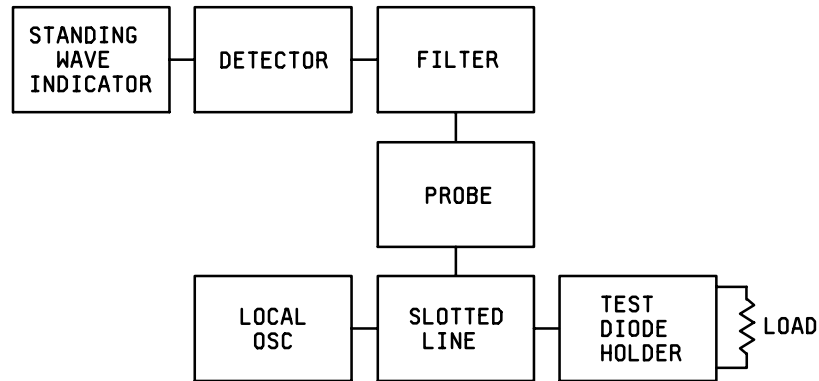 STANDING
WAVE
INDICATOR
DETECTOR
FILTER
PROBE
LOCAL
OSC
SLOTTED
LINE
TEST
DIODE
HOLDER
LOAD